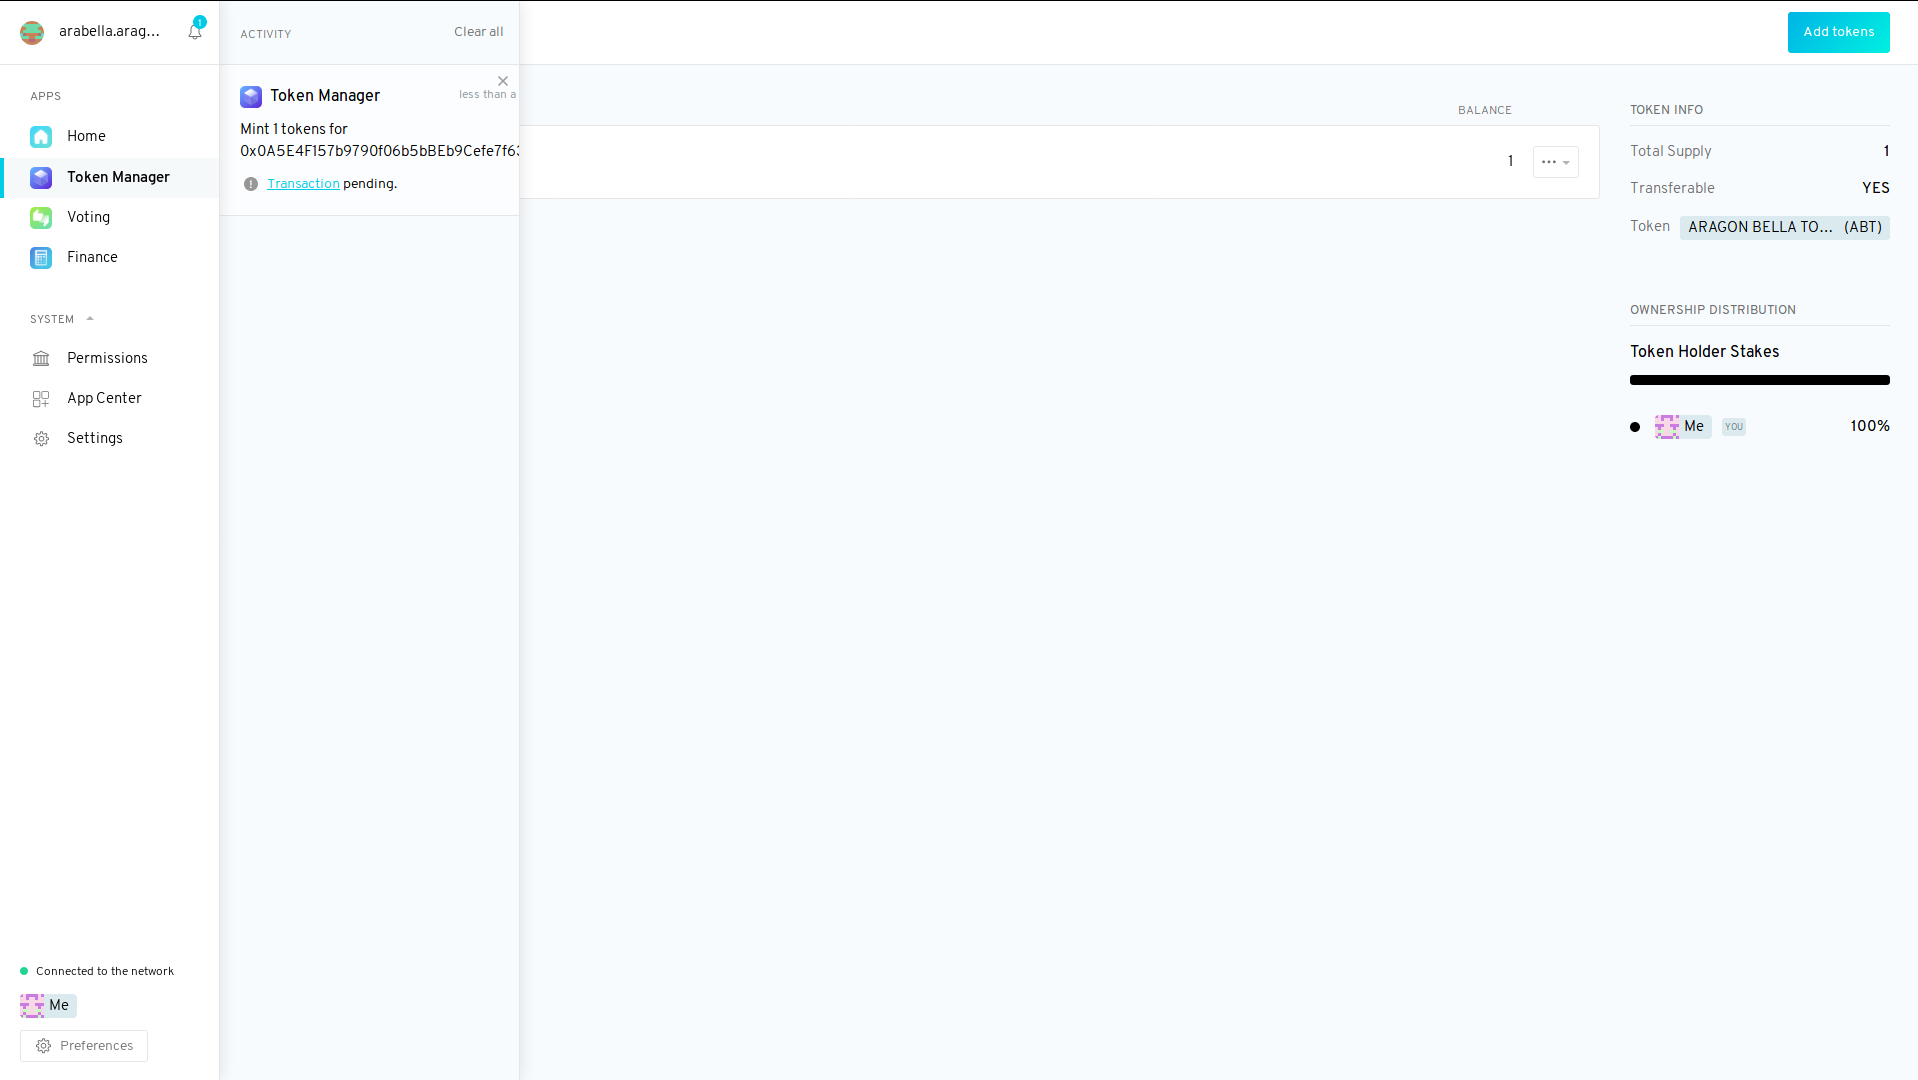 arabella.arag...
1
APPS
Home
Token Manager
Voting
Finance
SYSTEM
Permissions
App Center
Settings
Connected to the network
Me
Preferences
ACTIVITY
Clear all
Token Manager
less than a
Mint 1 tokens for
0x0A5E4F157b9790f06b5bBEb9Cefe7f63
Transaction pending.
Add tokens
BALANCE
1
TOKEN INFO
Total Supply 1
Transferable YES
Token ARAGON BELLA TO... (ABT)
OWNERSHIP DISTRIBUTION
Token Holder Stakes
Me YOU 100%